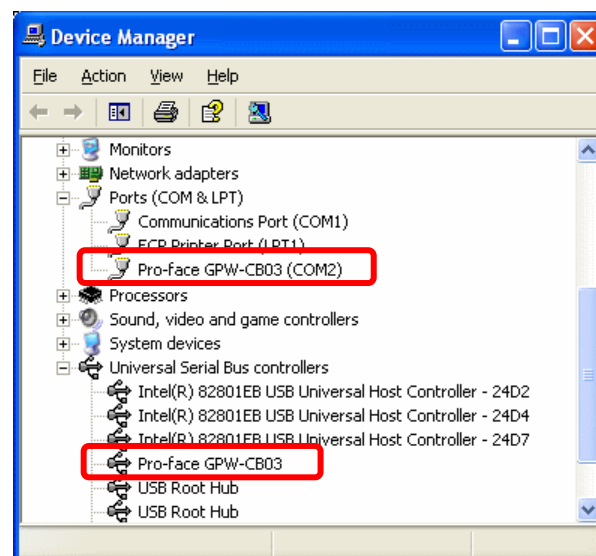 Device Manager
File Action View Help
Monitors
Network adapters
Ports (COM & LPT)
Communications Port (COM1)
ECP Printer Port (LPT1)
Pro-face GPW-CB03 (COM2)
Processors
Sound, video and game controllers
System devices
Universal Serial Bus controllers
Intel(R) 82801EB USB Universal Host Controller - 24D2
Intel(R) 82801EB USB Universal Host Controller - 24D4
Intel(R) 82801EB USB Universal Host Controller - 24D7
Pro-face GPW-CB03
USB Root Hub
USB Root Hub